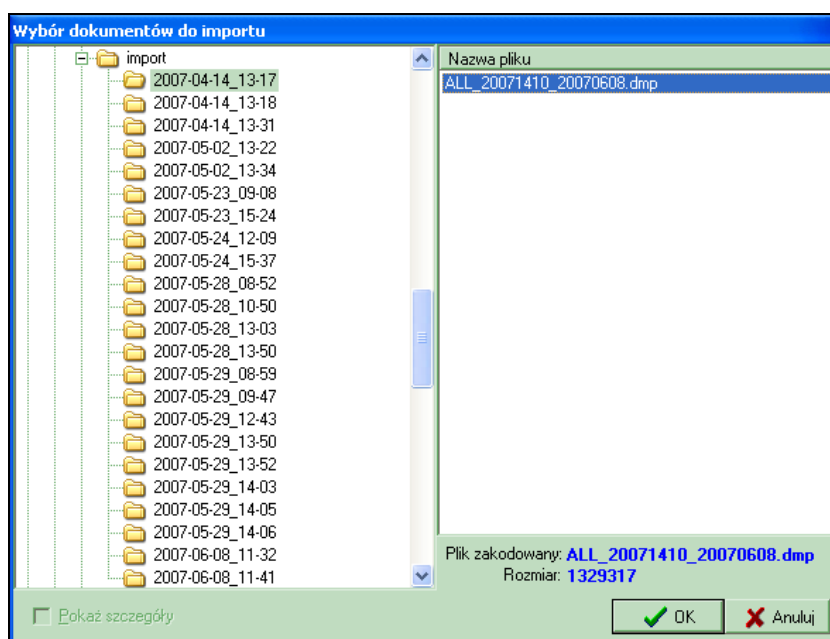 Wybór dokumentów do importu
import
2007-04-14_13-17
2007-04-14_13-18
2007-04-14_13-31
2007-05-02_13-22
2007-05-02_13-34
2007-05-23_09-08
2007-05-23_15-24
2007-05-24_12-09
2007-05-24_15-37
2007-05-28_08-52
2007-05-28_10-50
2007-05-28_13-03
2007-05-28_13-50
2007-05-29_08-59
2007-05-29_09-47
2007-05-29_12-43
2007-05-29_13-50
2007-05-29_13-52
2007-05-29_14-03
2007-05-29_14-05
2007-05-29_14-06
2007-06-08_11-32
2007-06-08_11-41
Nazwa pliku
ALL_20071410_20070608.dmp
Plik zakodowany: ALL_20071410_20070608.dmp
Rozmiar: 1329317
Pokaż szczegóły
OK
Anuluj